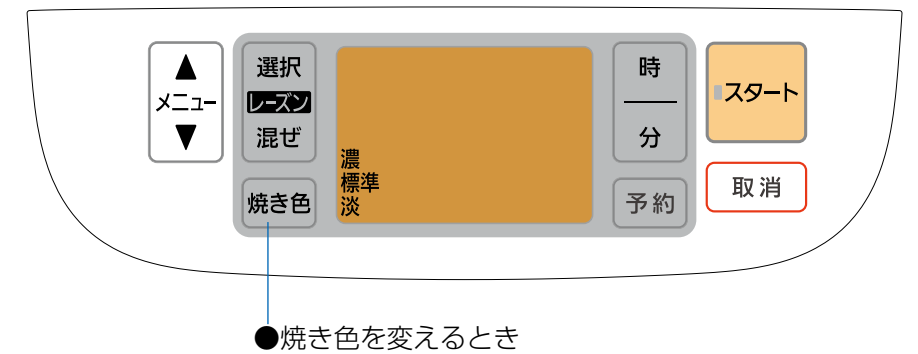 メニュー
選択
レーズン
混ぜ
焼き色
濃
標準
淡
時
分
予約
スタート
取消
●焼き色を変えるとき